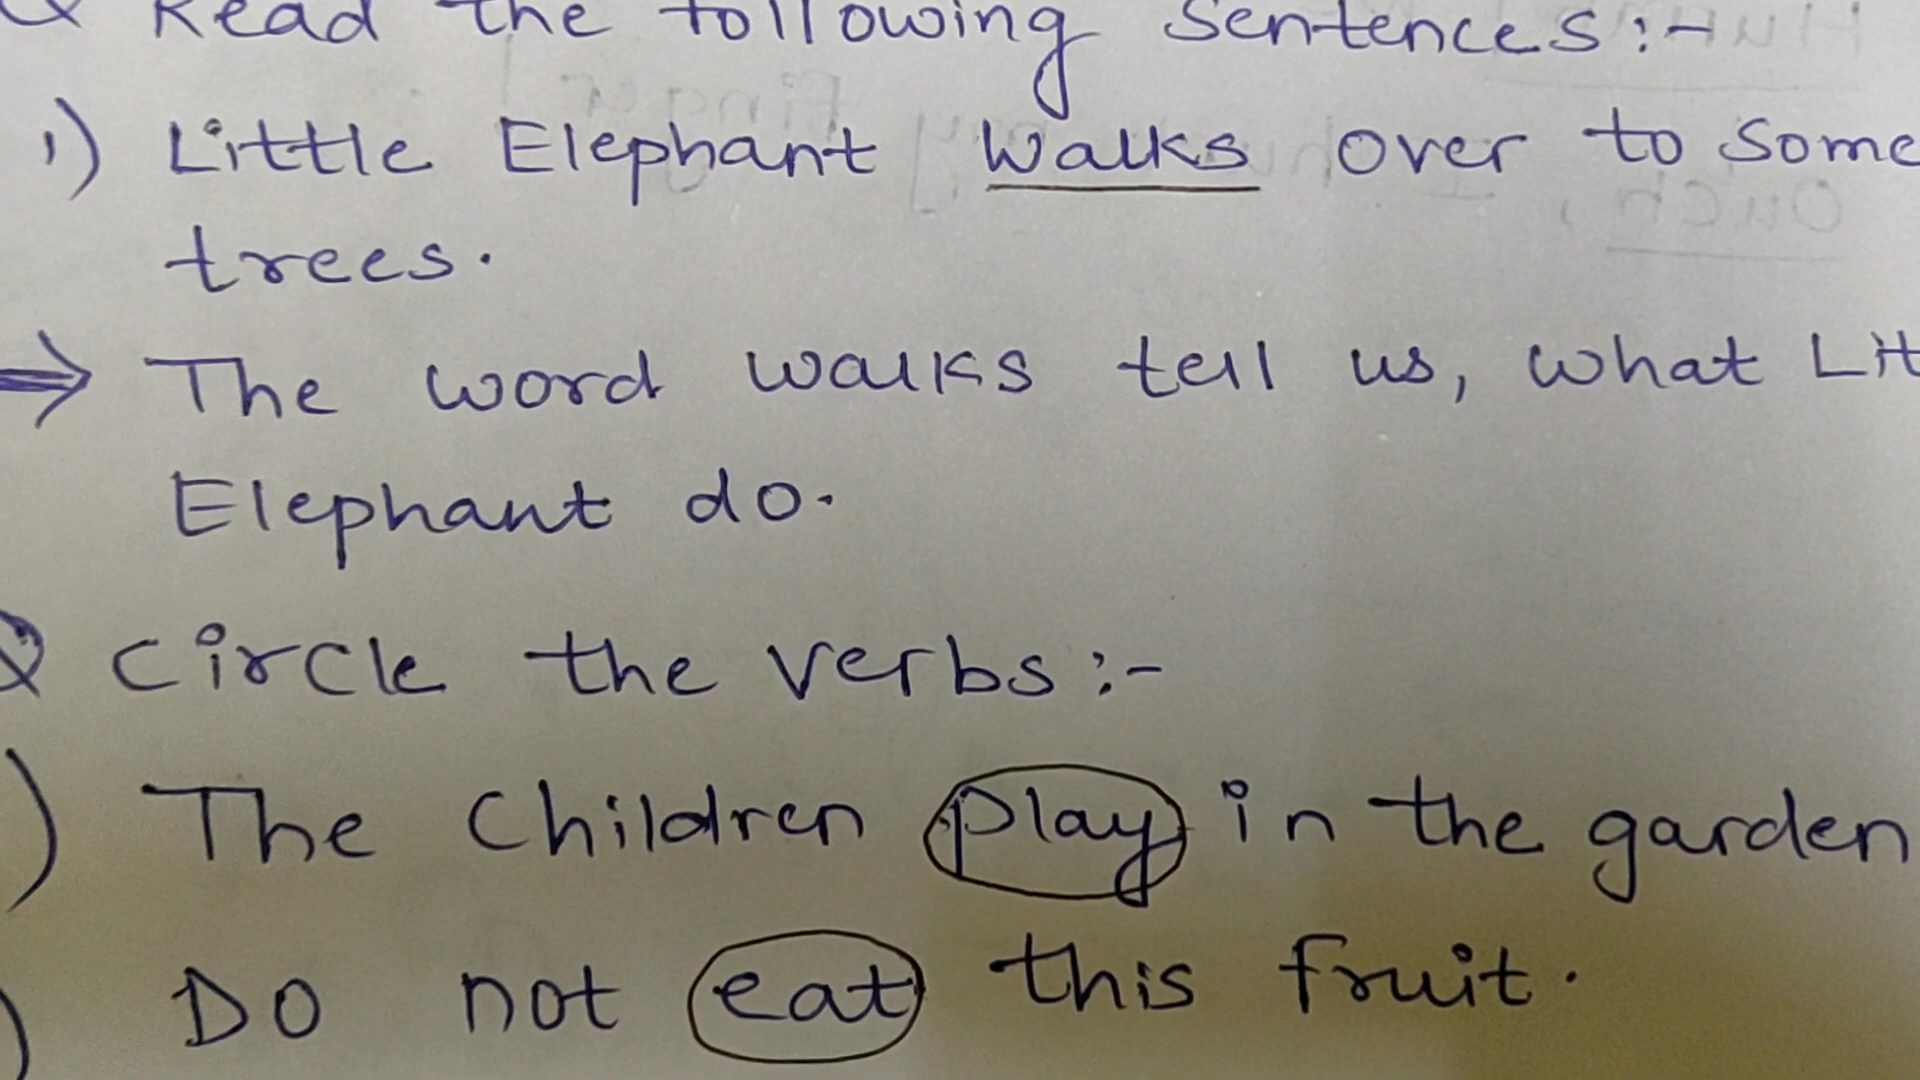 Q Read the following Sentences:-
1) Little Elephant Walks over to some
trees.
⇒ The word walks tell us, what Lit
Elephant do.
Q Circle the verbs:-
) The Children play in the garden
) Do not eat this fruit.